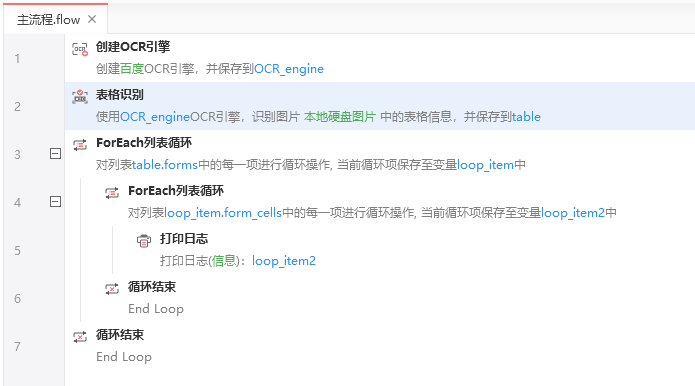 主流程.flow
1
创建OCR引擎
创建百度OCR引擎，并保存到OCR_engine
2
表格识别
使用OCR_engineOCR引擎，识别图片 本地硬盘图片 中的表格信息，并保存到table
3
ForEach列表循环
对列表table.forms中的每一项进行循环操作, 当前循环项保存至变量loop_item中
4
ForEach列表循环
对列表loop_item.form_cells中的每一项进行循环操作, 当前循环项保存至变量loop_item2中
5
打印日志
打印日志(信息)：loop_item2
6
循环结束
End Loop
7
循环结束
End Loop